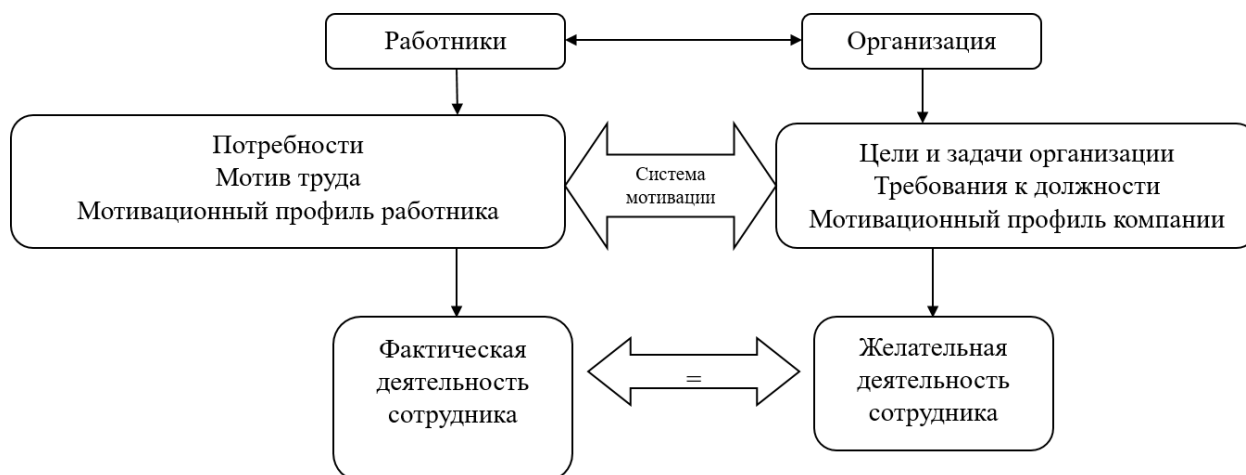 Работники
Организация
Потребности
Мотив труда
Мотивационный профиль работника
Система
мотивации
Цели и задачи организации
Требования к должности
Мотивационный профиль компании
Фактическая
деятельность
сотрудника
=
Желательная
деятельность
сотрудника